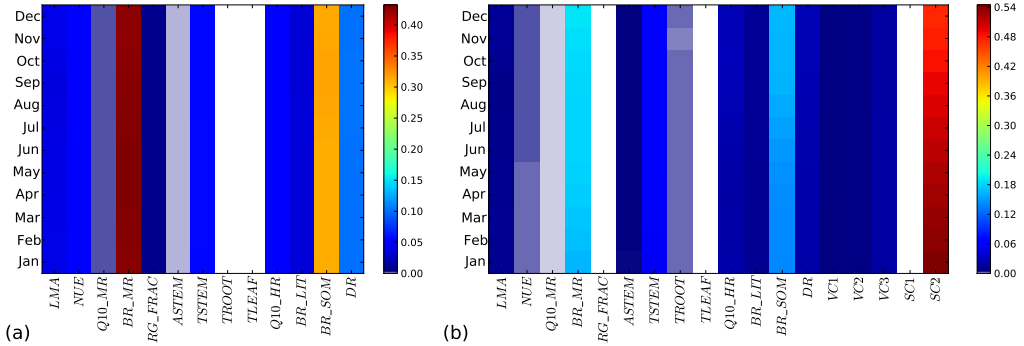 Dec
Nov
Oct
Sep
Aug
Jul
Jun
May
Apr
Mar
Feb
Jan
LMA
NUE
Q10_MR
BR_MR
RG_FRAC
ASTEM
TSTEM
TROOT
TLEAF
Q10_HR
BR_LIT
BR_SOM
DR
0.40
0.35
0.30
0.25
0.20
0.15
0.10
0.05
0.00
(a)
Dec
Nov
Oct
Sep
Aug
Jul
Jun
May
Apr
Mar
Feb
Jan
LMA
NUE
Q10_MR
BR_MR
RG_FRAC
ASTEM
TSTEM
TROOT
TLEAF
Q10_HR
BR_LIT
BR_SOM
DR
VC1
VC2
VC3
SC1
SC2
0.54
0.48
0.42
0.36
0.30
0.24
0.18
0.12
0.06
0.00
(b)